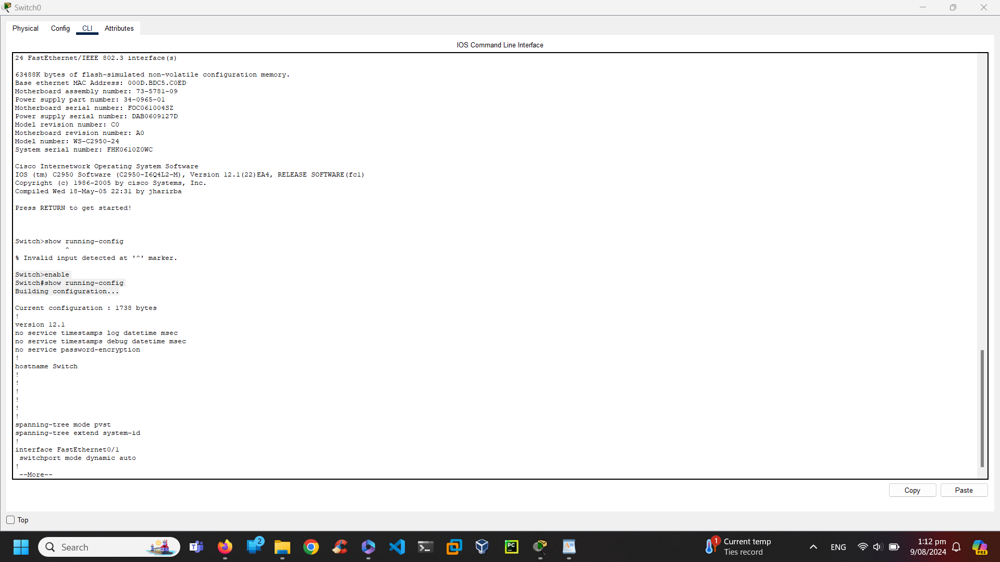 Switch0
Physical Config CLI Attributes
IOS Command Line Interface
24 FastEthernet/IEEE 802.3 interface(s)
63488K bytes of flash-simulated non-volatile configuration memory.
Base ethernet MAC Address: 000D.BDC5.C0ED
Motherboard assembly number: 73-5781-09
Power supply part number: 34-0965-01
Motherboard serial number: FOC061004SZ
Power supply serial number: DAB0609127D
Model revision number: C0
Motherboard revision number: A0
Model number: WS-C2950-24
System serial number: FHK0610Z0WC
Cisco Internetwork Operating System Software
IOS (tm) C2950 Software (C2950-I6Q4L2-M), Version 12.1(22)EA4, RELEASE SOFTWARE(fc1)
Copyright (c) 1986-2005 by cisco Systems, Inc.
Compiled Wed 18-May-05 22:31 by jharirba
Press RETURN to get started!
Switch>show running-config
^
% Invalid input detected at '^' marker.
Switch>enable
Switch#show running-config
Building configuration...
Current configuration : 1738 bytes
!
version 12.1
no service timestamps log datetime msec
no service timestamps debug datetime msec
no service password-encryption
!
hostname Switch
!
!
!
!
!
!
spanning-tree mode pvst
spanning-tree extend system-id
!
interface FastEthernet0/1
switchport mode dynamic auto
!
--More--
Copy Paste
Top
Search
2
PC
1
Current temp
Ties record
ENG
1:12 pm
9/08/2024
PRE